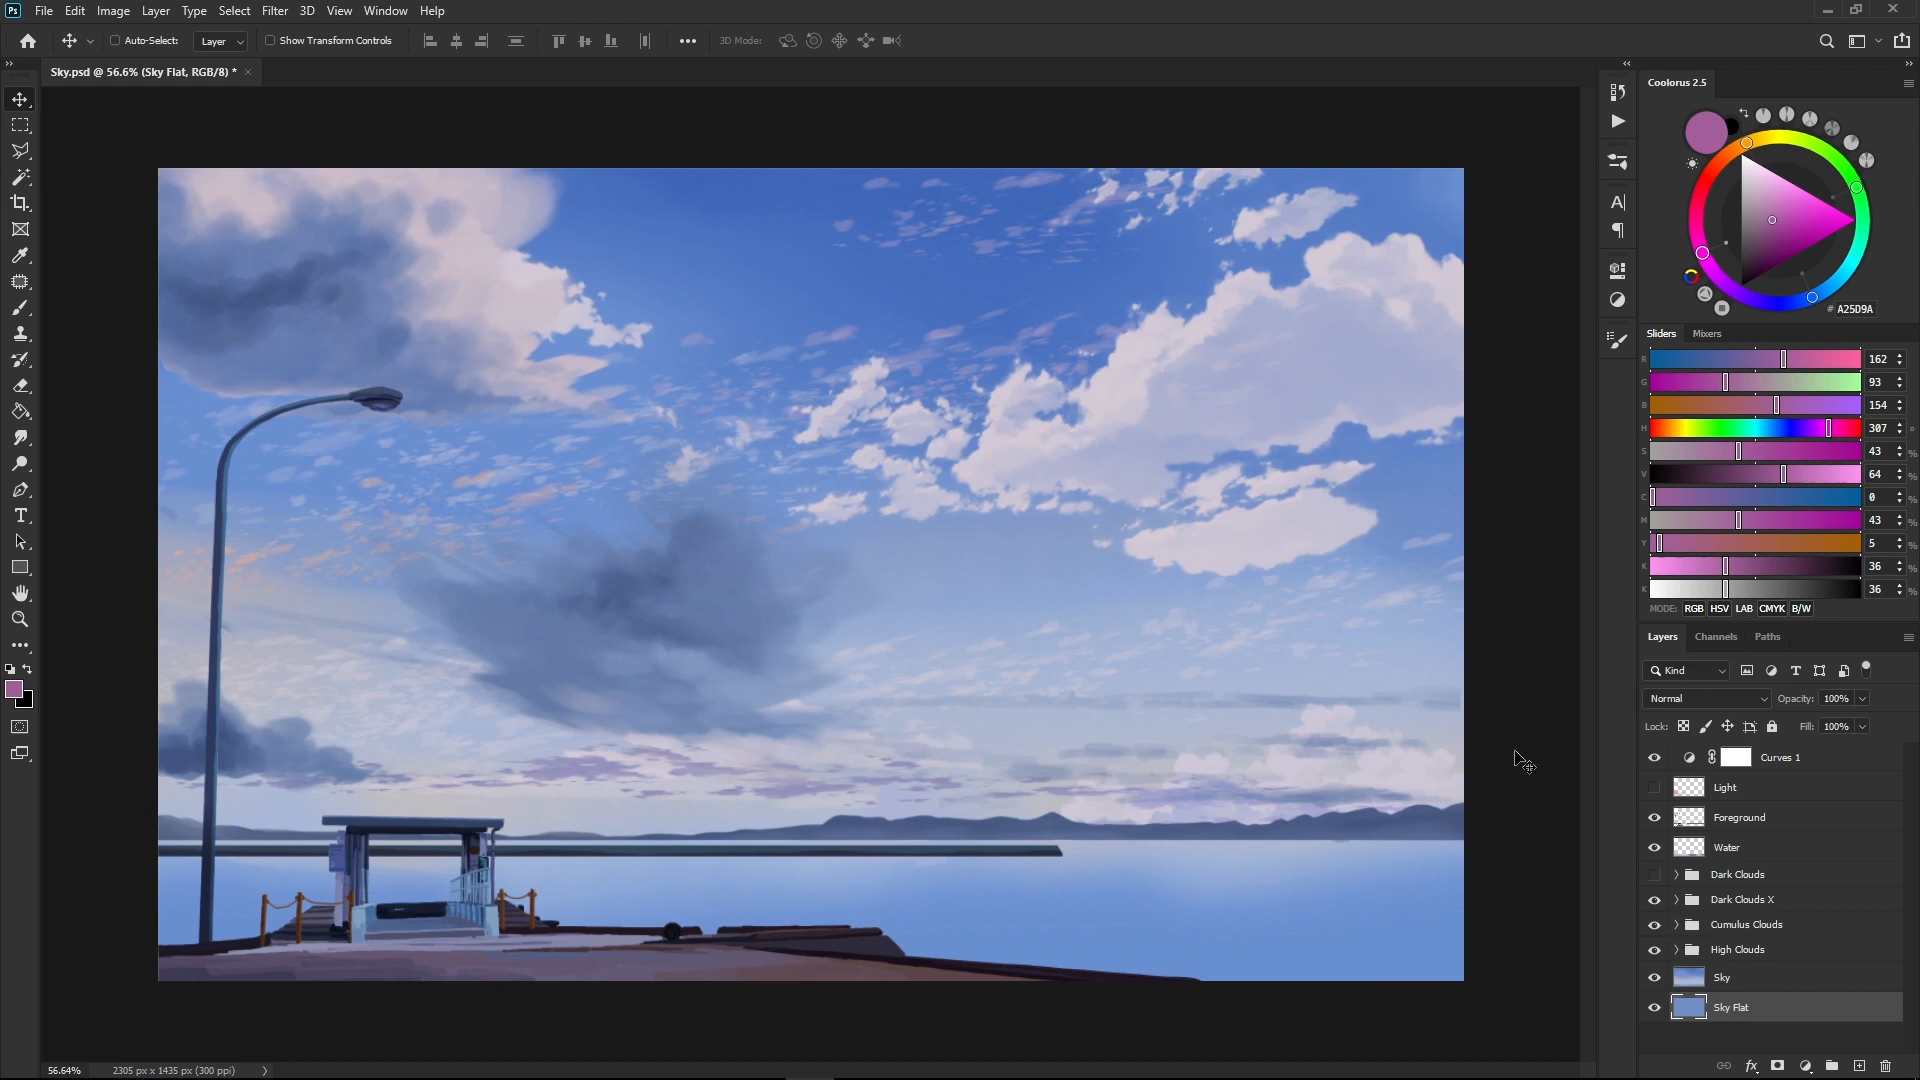 Ps File Edit Image Layer Type Select Filter 3D View Window Help
Auto-Select: Layer Show Transform Controls 3D Mode:
Sky.psd @ 56.6% (Sky Flat, RGB/8) *
Coolorus 2.5
# A25D9A
Sliders Mixers
R 162
G 93
B 154
H 307 °
S 43 %
V 64 %
C 0 %
M 43 %
Y 5 %
K 36 %
K 36 %
MODE: RGB HSV LAB CMYK B/W
Layers Channels Paths
Kind
Normal Opacity: 100%
Lock: Fill: 100%
Curves 1
Light
Foreground
Water
Dark Clouds
Dark Clouds X
Cumulus Clouds
High Clouds
Sky
Sky Flat
56.64% 2305 px x 1435 px (300 ppi)